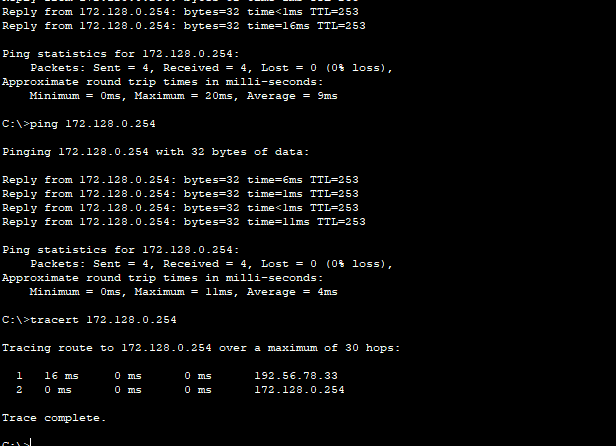 Reply from 172.128.0.254: bytes=32 time<1ms TTL=253
Reply from 172.128.0.254: bytes=32 time=16ms TTL=253
Ping statistics for 172.128.0.254:
Packets: Sent = 4, Received = 4, Lost = 0 (0% loss),
Approximate round trip times in milli-seconds:
Minimum = 0ms, Maximum = 20ms, Average = 9ms
C:\>ping 172.128.0.254
Pinging 172.128.0.254 with 32 bytes of data:
Reply from 172.128.0.254: bytes=32 time=6ms TTL=253
Reply from 172.128.0.254: bytes=32 time=1ms TTL=253
Reply from 172.128.0.254: bytes=32 time<1ms TTL=253
Reply from 172.128.0.254: bytes=32 time=11ms TTL=253
Ping statistics for 172.128.0.254:
Packets: Sent = 4, Received = 4, Lost = 0 (0% loss),
Approximate round trip times in milli-seconds:
Minimum = 0ms, Maximum = 11ms, Average = 4ms
C:\>tracert 172.128.0.254
Tracing route to 172.128.0.254 over a maximum of 30 hops:
1 16 ms 0 ms 0 ms 192.56.78.33
2 0 ms 0 ms 0 ms 172.128.0.254
Trace complete.
C:\>